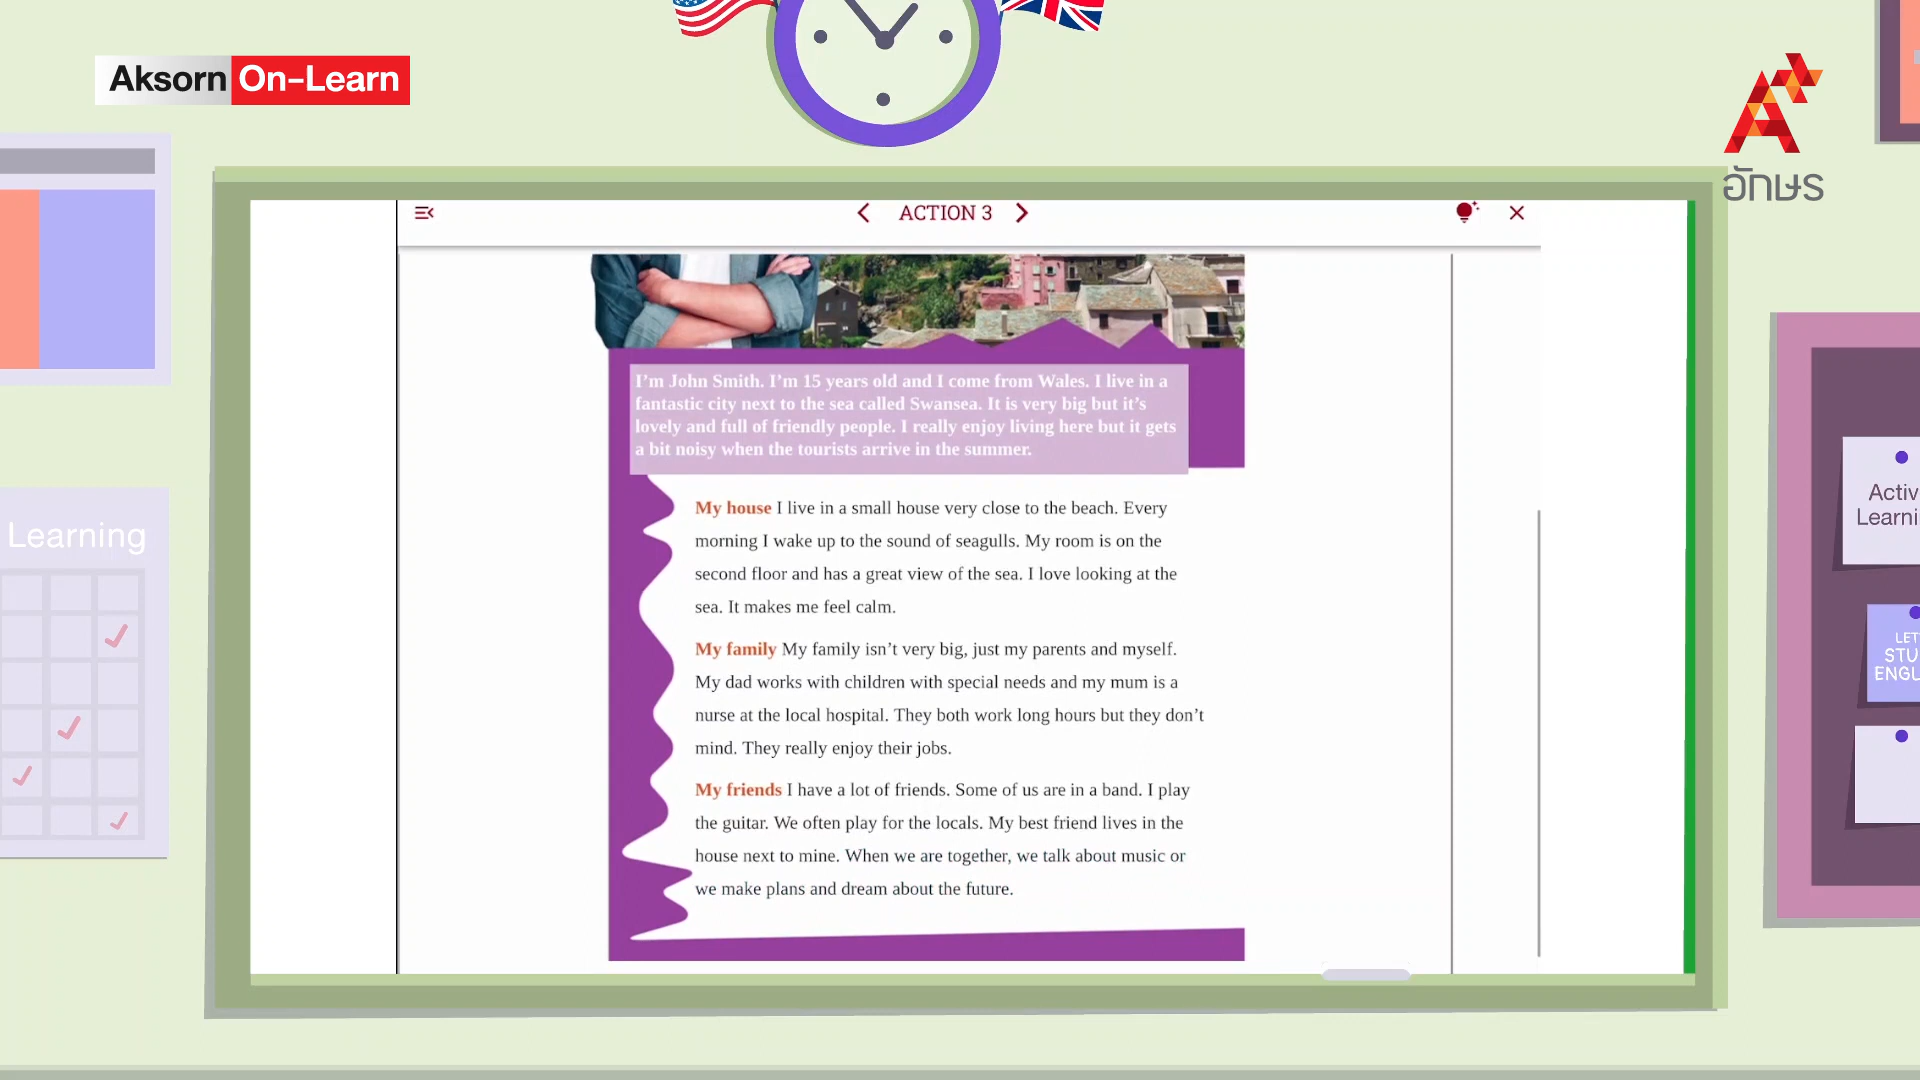 Aksorn On-Learn
อักษร
ACTION 3
I'm John Smith. I'm 15 years old and I come from Wales. I live in a
fantastic city next to the sea called Swansea. It is very big but it's
lovely and full of friendly people. I really enjoy living here but it gets
a bit noisy when the tourists arrive in the summer.
My house I live in a small house very close to the beach. Every
morning I wake up to the sound of seagulls. My room is on the
second floor and has a great view of the sea. I love looking at the
sea. It makes me feel calm.
My family My family isn't very big, just my parents and myself.
My dad works with children with special needs and my mum is a
nurse at the local hospital. They both work long hours but they don't
mind. They really enjoy their jobs.
My friends I have a lot of friends. Some of us are in a band. I play
the guitar. We often play for the locals. My best friend lives in the
house next to mine. When we are together, we talk about music or
we make plans and dream about the future.
Learning
Activ
Learni
LET
STU
ENGL